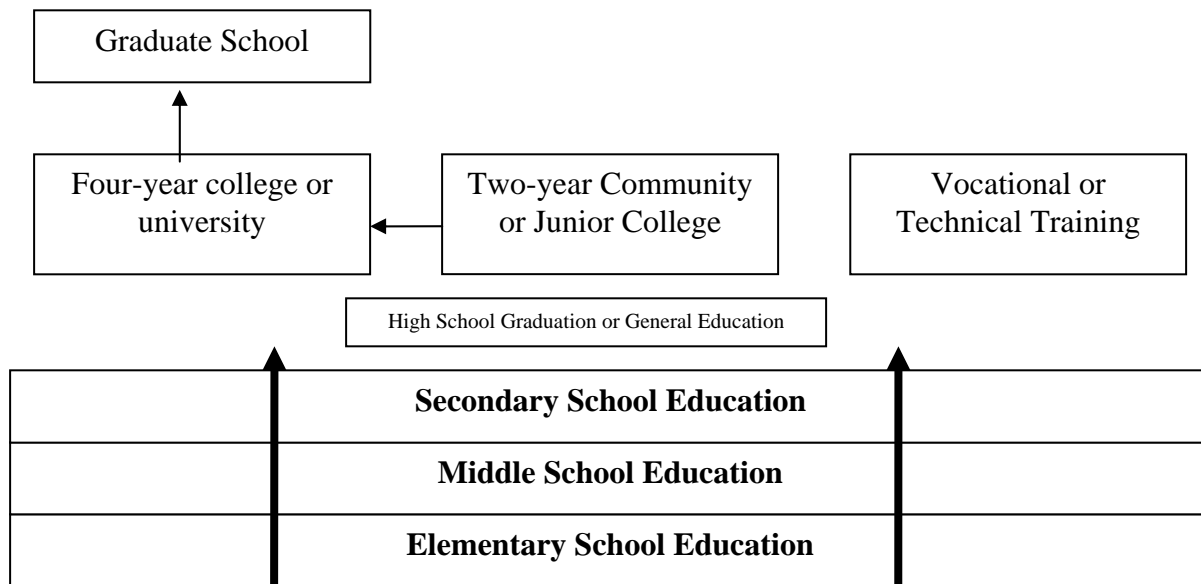 Graduate School
Four-year college or
university
Two-year Community
or Junior College
Vocational or
Technical Training
High School Graduation or General Education
Secondary School Education
Middle School Education
Elementary School Education